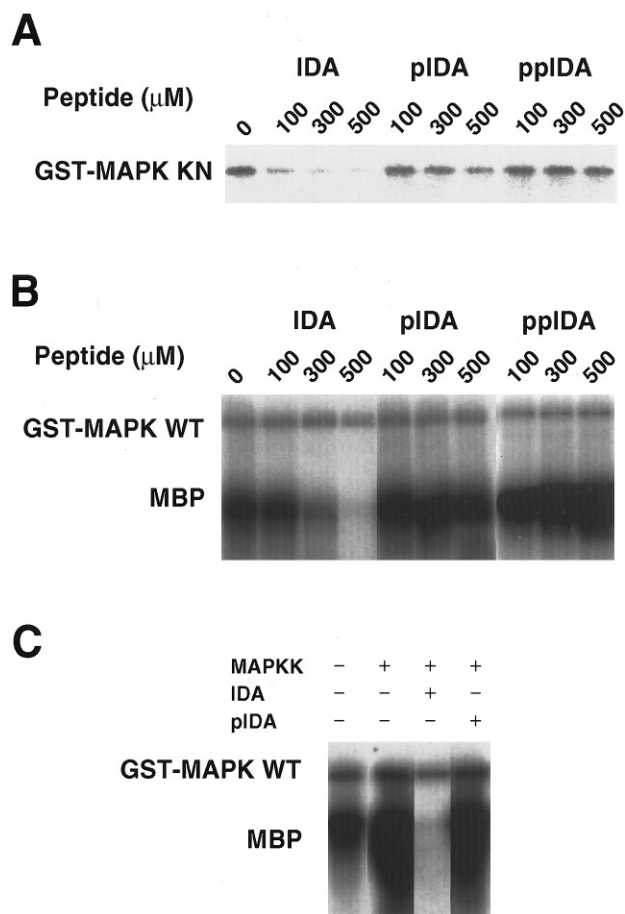 A
IDA pIDA ppIDA
Peptide (μM)
0 100 300 500 100 300 500 100 300 500
GST-MAPK KN
B
IDA pIDA ppIDA
Peptide (μM)
0 100 300 500 100 300 500 100 300 500
GST-MAPK WT
MBP
C
MAPKK – + + +
IDA – – + –
pIDA – – – +
GST-MAPK WT
MBP